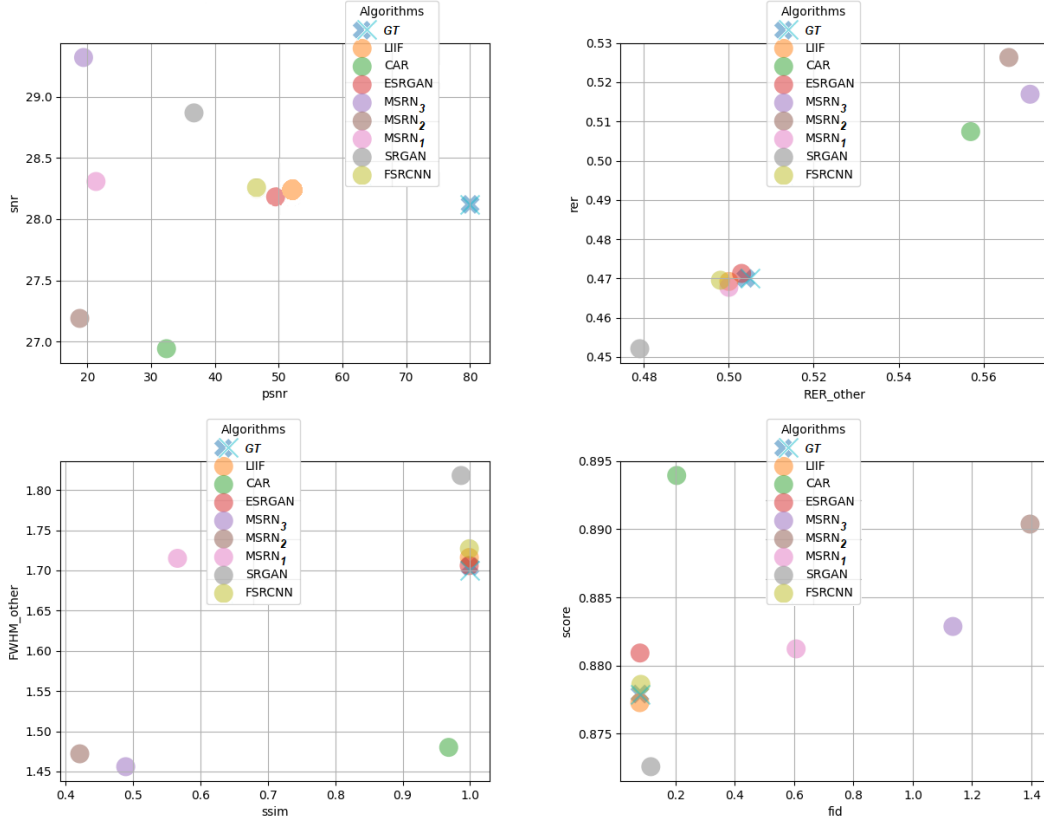 Algorithms
GT
LIIF
CAR
ESRGAN
MSRN3
MSRN2
MSRN1
SRGAN
FSRCNN
29.0
28.5
28.0
27.5
27.0
snr
20 30 40 50 60 70 80
psnr
Algorithms
GT
LIIF
CAR
ESRGAN
MSRN3
MSRN2
MSRN1
SRGAN
FSRCNN
0.53
0.52
0.51
0.50
0.49
0.48
0.47
0.46
0.45
rer
0.48 0.50 0.52 0.54 0.56
RER_other
Algorithms
GT
LIIF
CAR
ESRGAN
MSRN3
MSRN2
MSRN1
SRGAN
FSRCNN
1.80
1.75
1.70
1.65
1.60
1.55
1.50
1.45
FWHM_other
0.4 0.5 0.6 0.7 0.8 0.9 1.0
ssim
Algorithms
GT
LIIF
CAR
ESRGAN
MSRN3
MSRN2
MSRN1
SRGAN
FSRCNN
0.895
0.890
0.885
0.880
0.875
score
0.2 0.4 0.6 0.8 1.0 1.2 1.4
fid